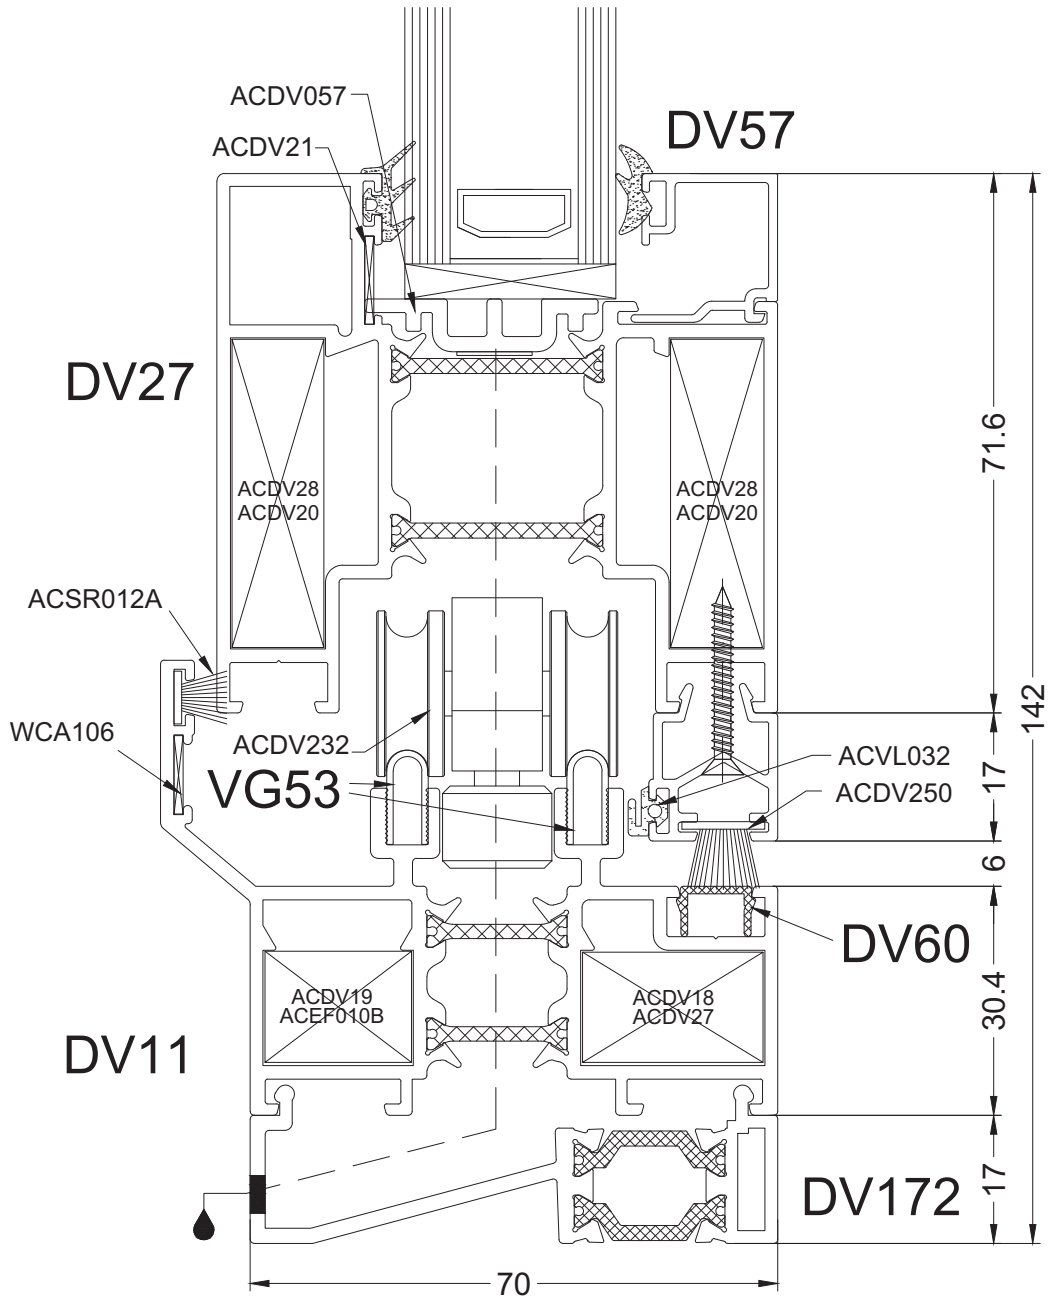 ACDV057
DV57
ACDV21
DV27
71.6
ACDV28
ACDV20
ACDV28
ACDV20
ACSR012A
142
WCA106
ACDV232
ACVL032
17
VG53
ACDV250
6
DV60
30.4
ACDV19
ACEF010B
ACDV18
ACDV27
DV11
DV172
17
70